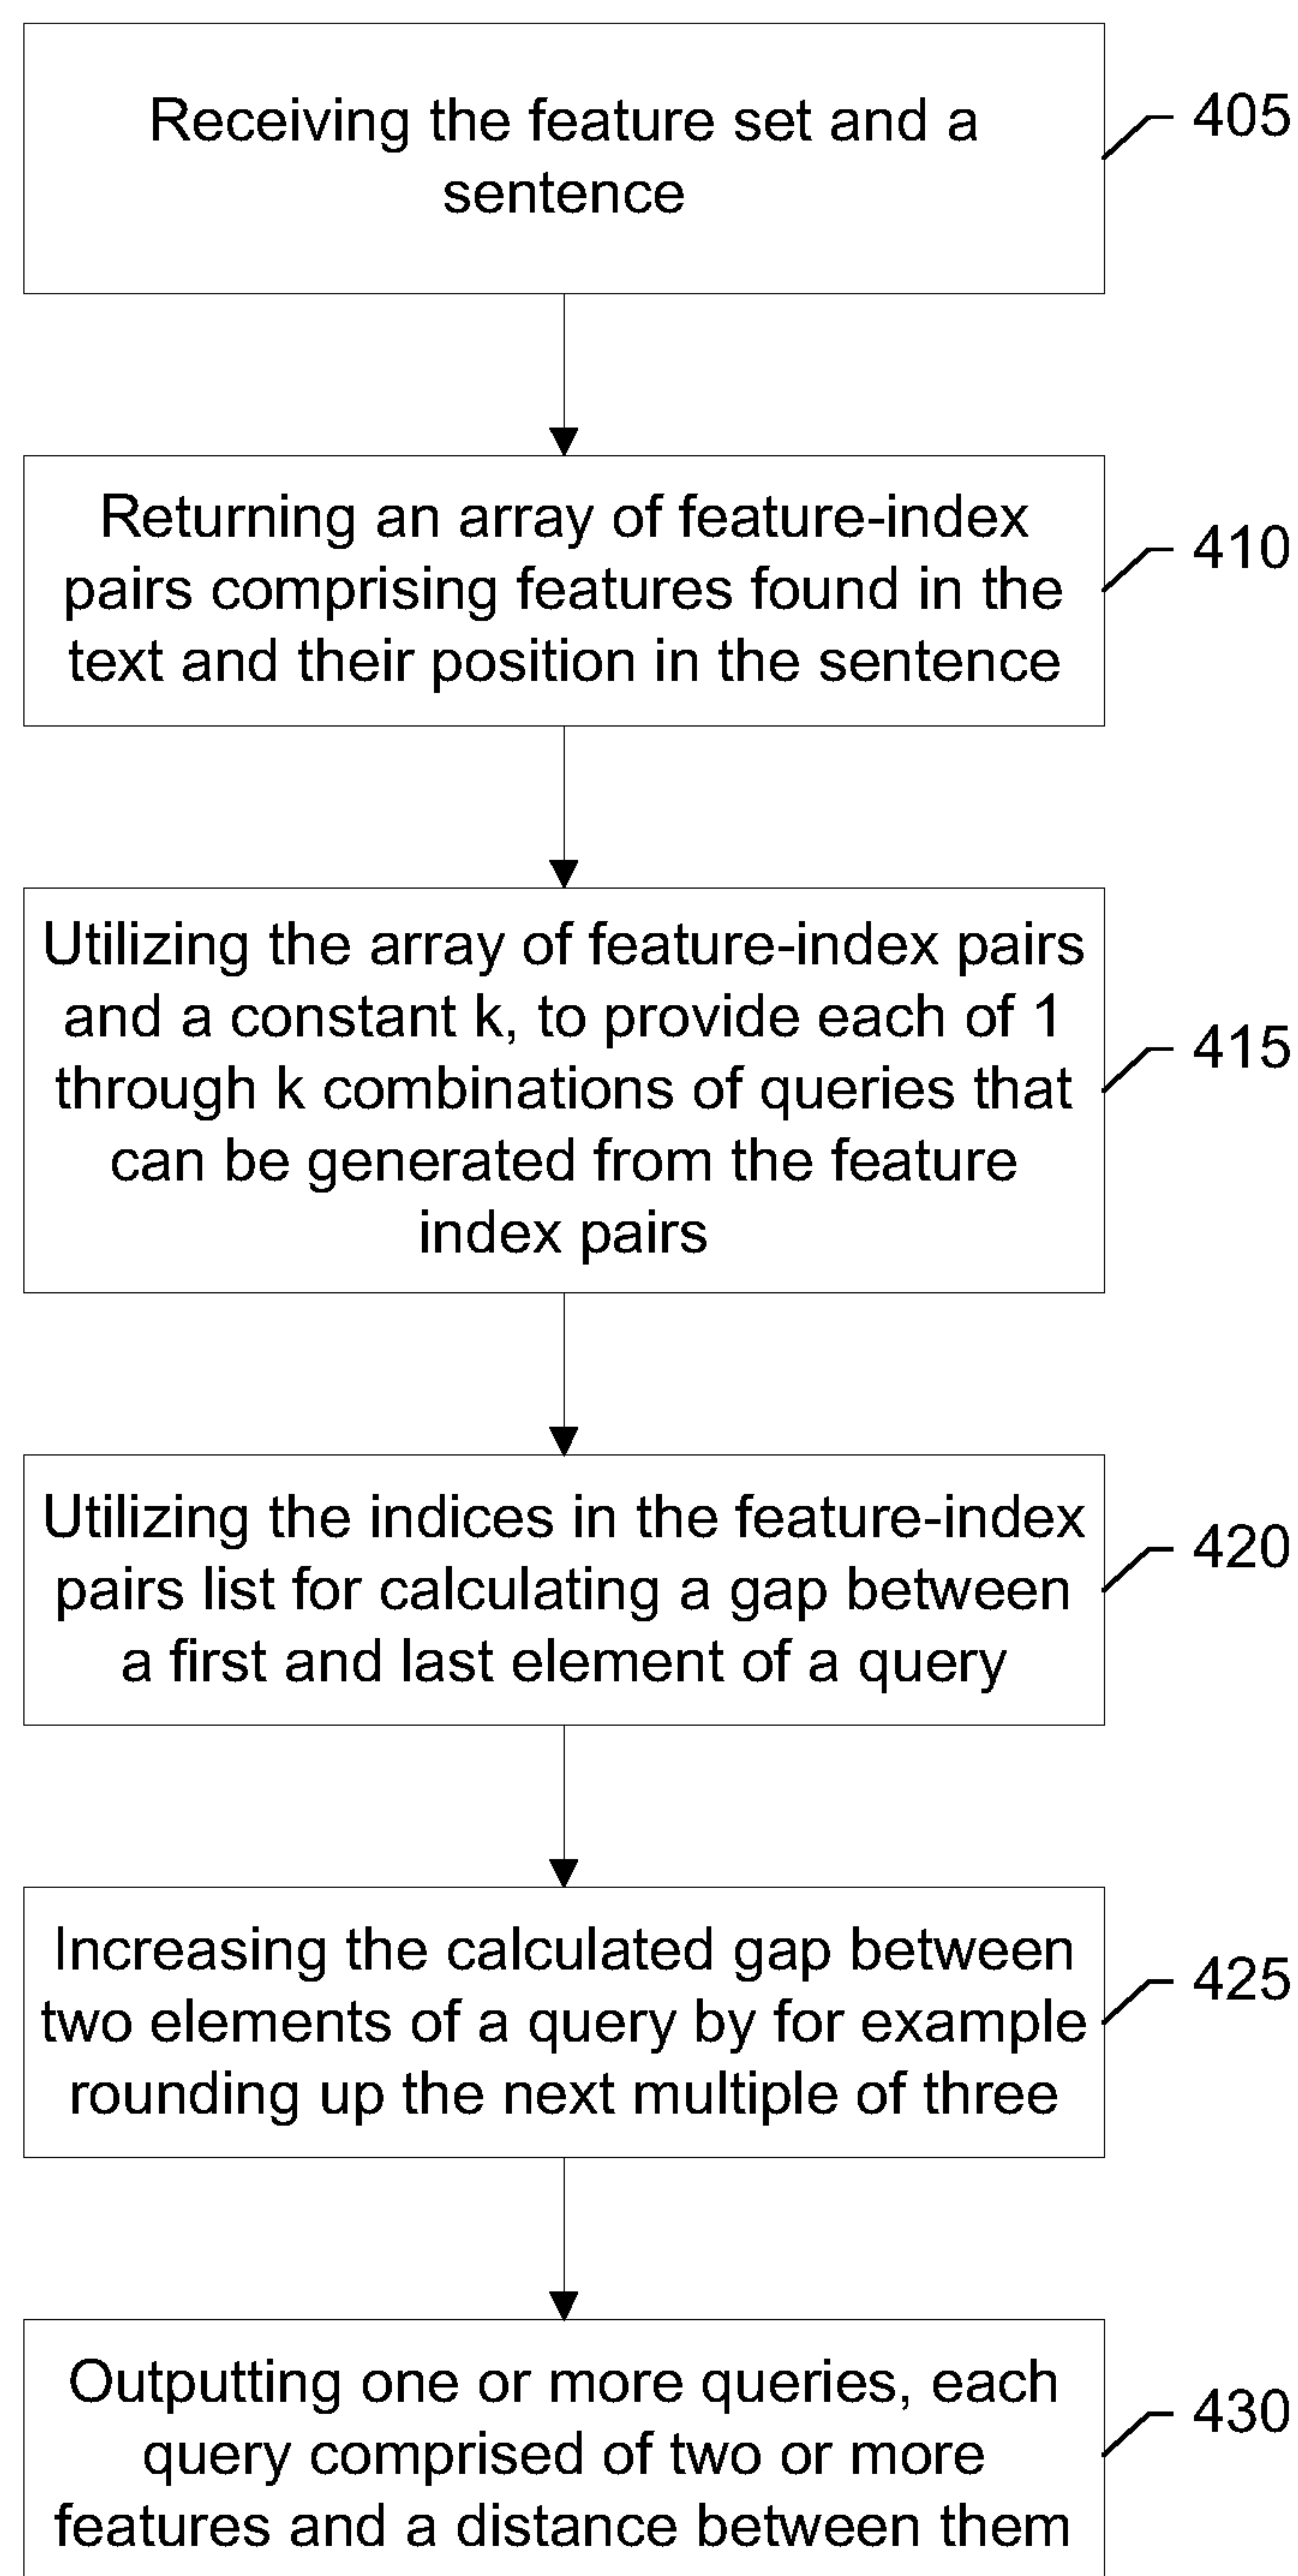 Receiving the feature set and a
sentence
405
Returning an array of feature-index
pairs comprising features found in the
text and their position in the sentence
410
Utilizing the array of feature-index pairs
and a constant k, to provide each of 1
through k combinations of queries that
can be generated from the feature
index pairs
415
Utilizing the indices in the feature-index
pairs list for calculating a gap between
a first and last element of a query
420
Increasing the calculated gap between
two elements of a query by for example
rounding up the next multiple of three
425
Outputting one or more queries, each
query comprised of two or more
features and a distance between them
430